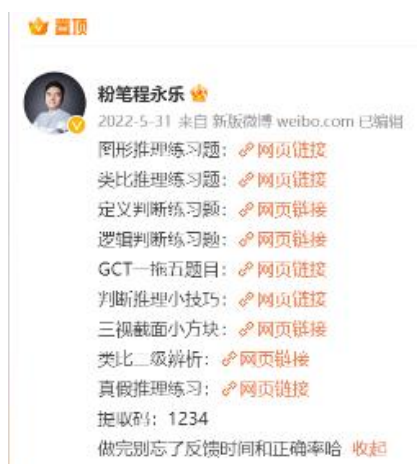 置顶
粉笔程永乐
2022-5-31 来自 新版微博 weibo.com 已编辑
图形推理练习题：网页链接
类比推理练习题：网页链接
定义判断练习题：网页链接
逻辑判断练习题：网页链接
GCT一拖五题目：网页链接
判断推理小技巧：网页链接
三视截面小方块：网页链接
类比二级辨析：网页链接
真假推理练习：网页链接
提取码：1234
做完别忘了反馈时间和正确率哈 收起